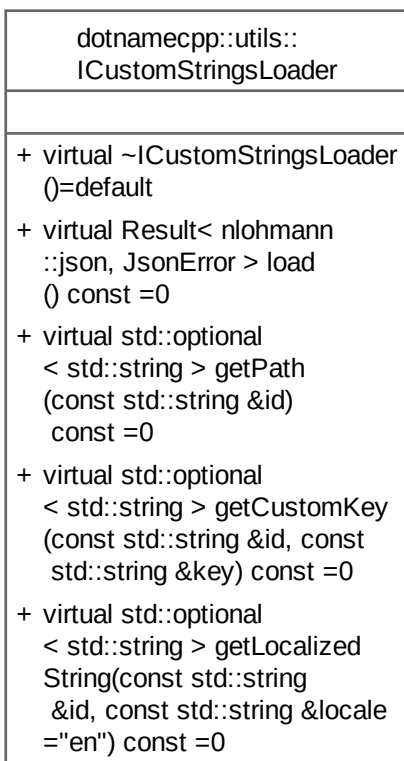 dotnamecpp::utils::
ICustomStringsLoader
+ virtual ~ICustomStringsLoader
()=default
+ virtual Result< nlohmann
::json, JsonError > load
() const =0
+ virtual std::optional
< std::string > getPath
(const std::string &id)
const =0
+ virtual std::optional
< std::string > getCustomKey
(const std::string &id, const
std::string &key) const =0
+ virtual std::optional
< std::string > getLocalized
String(const std::string
&id, const std::string &locale
="en") const =0